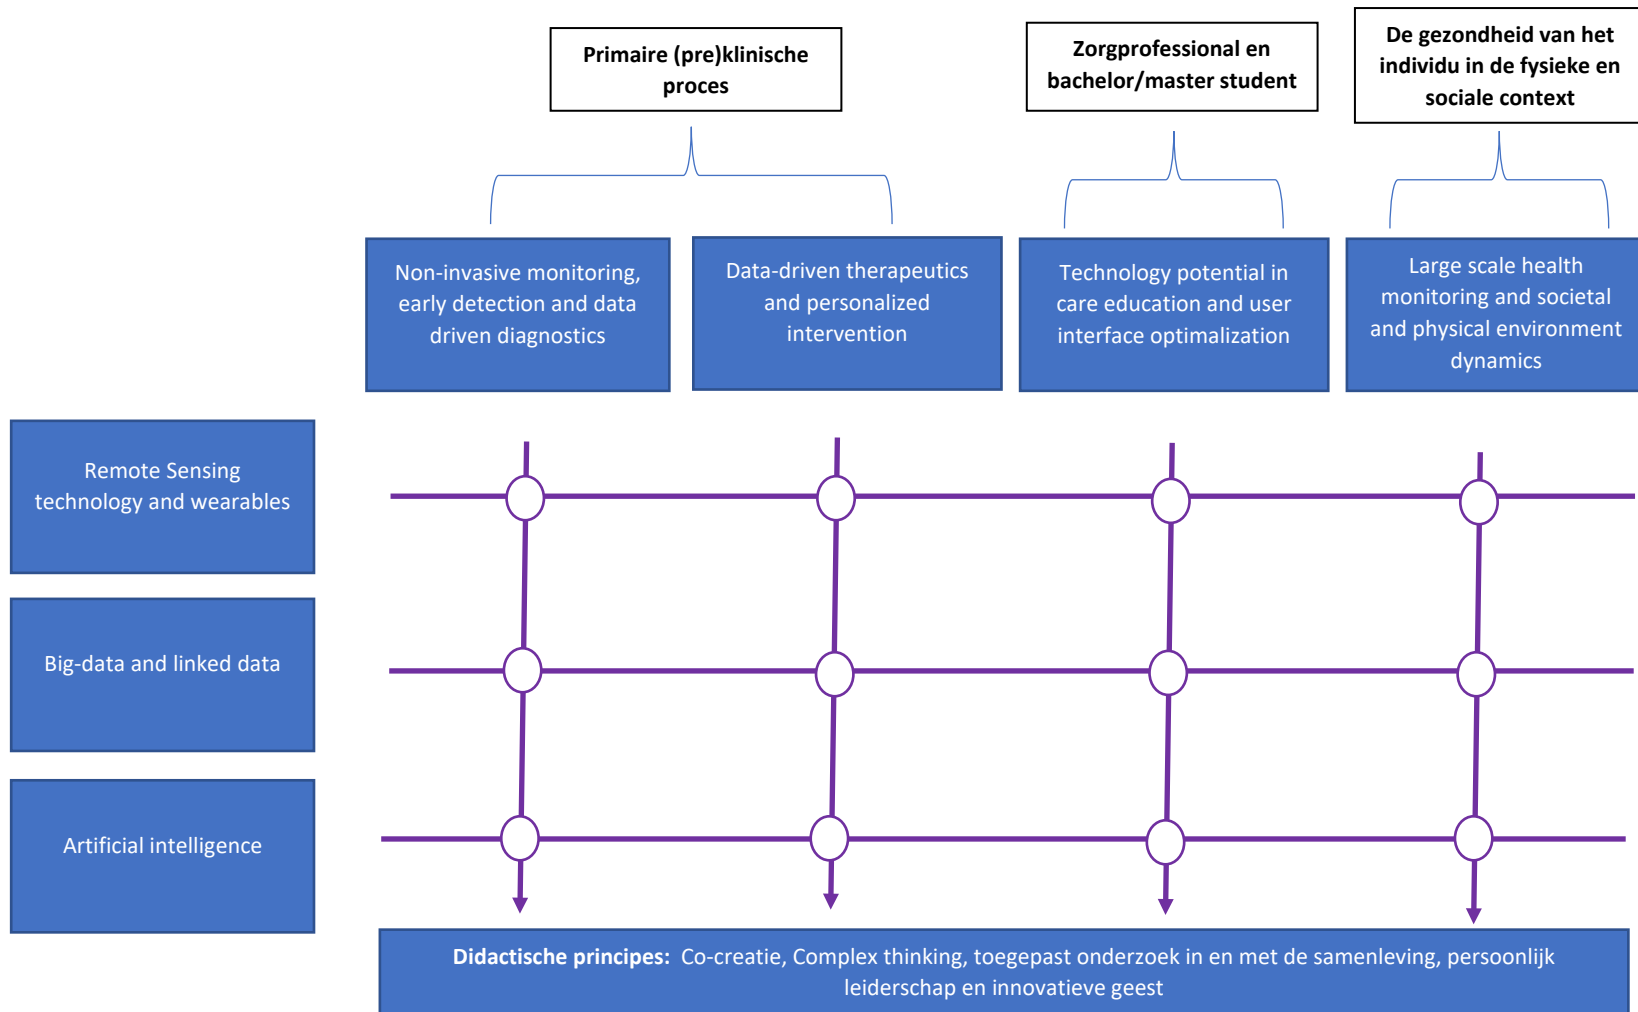 Primaire (pre)klinische
proces
Zorgprofessional en
bachelor/master student
De gezondheid van het
individu in de fysieke en
sociale context
Non-invasive monitoring,
early detection and data
driven diagnostics
Data-driven therapeutics
and personalized
intervention
Technology potential in
care education and user
interface optimalization
Large scale health
monitoring and societal
and physical environment
dynamics
Remote Sensing
technology and wearables
Big-data and linked data
Artificial intelligence
Didactische principes: Co-creatie, Complex thinking, toegepast onderzoek in en met de samenleving, persoonlijk
leiderschap en innovatieve geest